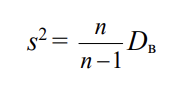 s² = n/(n−1) Dв